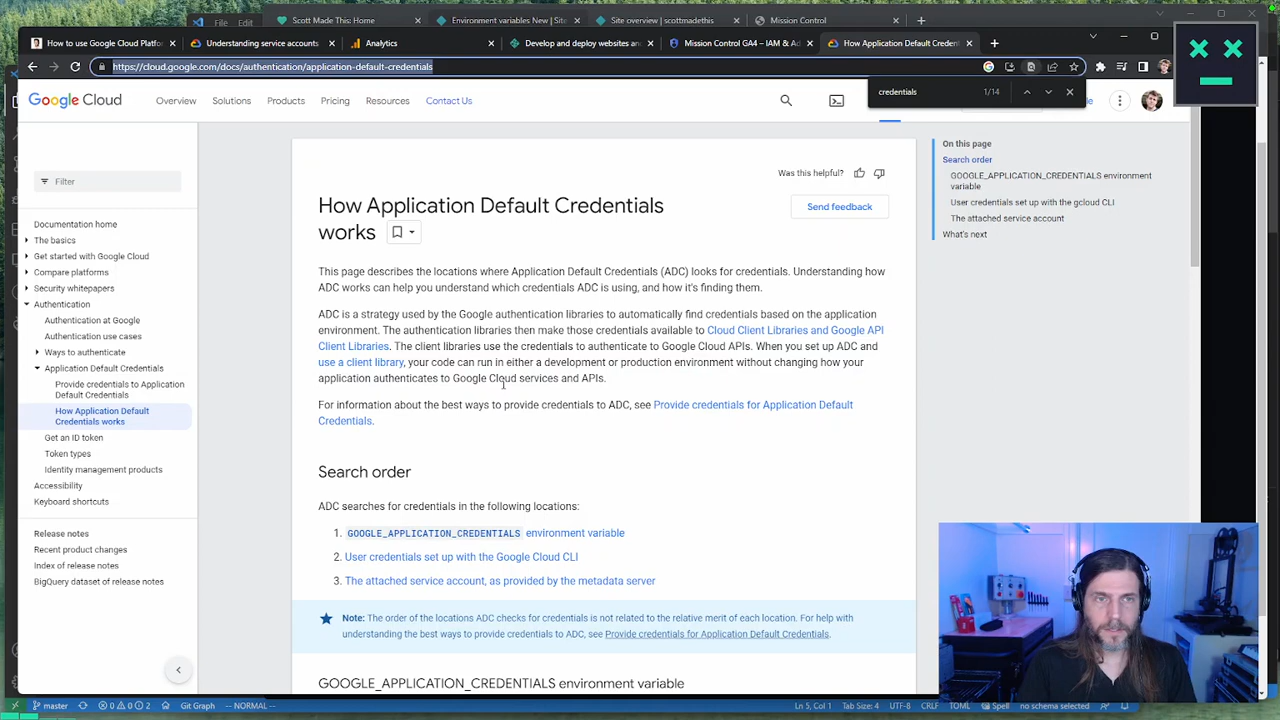 File
Edit
Scott Made This Home
Environment variables New | Site
Site overview | scottmadethis
Mission Control
How to use Google Cloud Platfo
Understanding service accounts
Analytics
Develop and deploy websites an
Mission Control GA4 – IAM & Ad
How Application Default Creden
https://cloud.google.com/docs/authentication/application-default-credentials
credentials
1/14
Google Cloud
Overview
Solutions
Products
Pricing
Resources
Contact Us
Filter
Documentation home
The basics
Get started with Google Cloud
Compare platforms
Security whitepapers
Authentication
Authentication at Google
Authentication use cases
Ways to authenticate
Application Default Credentials
Provide credentials to Application
Default Credentials
How Application Default
Credentials works
Get an ID token
Token types
Identity management products
Accessibility
Keyboard shortcuts
Release notes
Recent product changes
Index of release notes
BigQuery dataset of release notes
Was this helpful?
Send feedback
How Application Default Credentials
works
This page describes the locations where Application Default Credentials (ADC) looks for credentials. Understanding how
ADC works can help you understand which credentials ADC is using, and how it's finding them.
ADC is a strategy used by the Google authentication libraries to automatically find credentials based on the application
environment. The authentication libraries then make those credentials available to Cloud Client Libraries and Google API
Client Libraries. The client libraries use the credentials to authenticate to Google Cloud APIs. When you set up ADC and
use a client library, your code can run in either a development or production environment without changing how your
application authenticates to Google Cloud services and APIs.
For information about the best ways to provide credentials to ADC, see Provide credentials for Application Default
Credentials.
Search order
ADC searches for credentials in the following locations:
1. GOOGLE_APPLICATION_CREDENTIALS environment variable
2. User credentials set up with the Google Cloud CLI
3. The attached service account, as provided by the metadata server
Note: The order of the locations ADC checks for credentials is not related to the relative merit of each location. For help with
understanding the best ways to provide credentials to ADC, see Provide credentials for Application Default Credentials.
GOOGLE_APPLICATION_CREDENTIALS environment variable
On this page
Search order
GOOGLE_APPLICATION_CREDENTIALS environment
variable
User credentials set up with the gcloud CLI
The attached service account
What's next
master
0 0 2
Git Graph
-- NORMAL --
Ln 5, Col 1
Tab Size: 4
UTF-8
CRLF
TOML
Spell
no schema selected